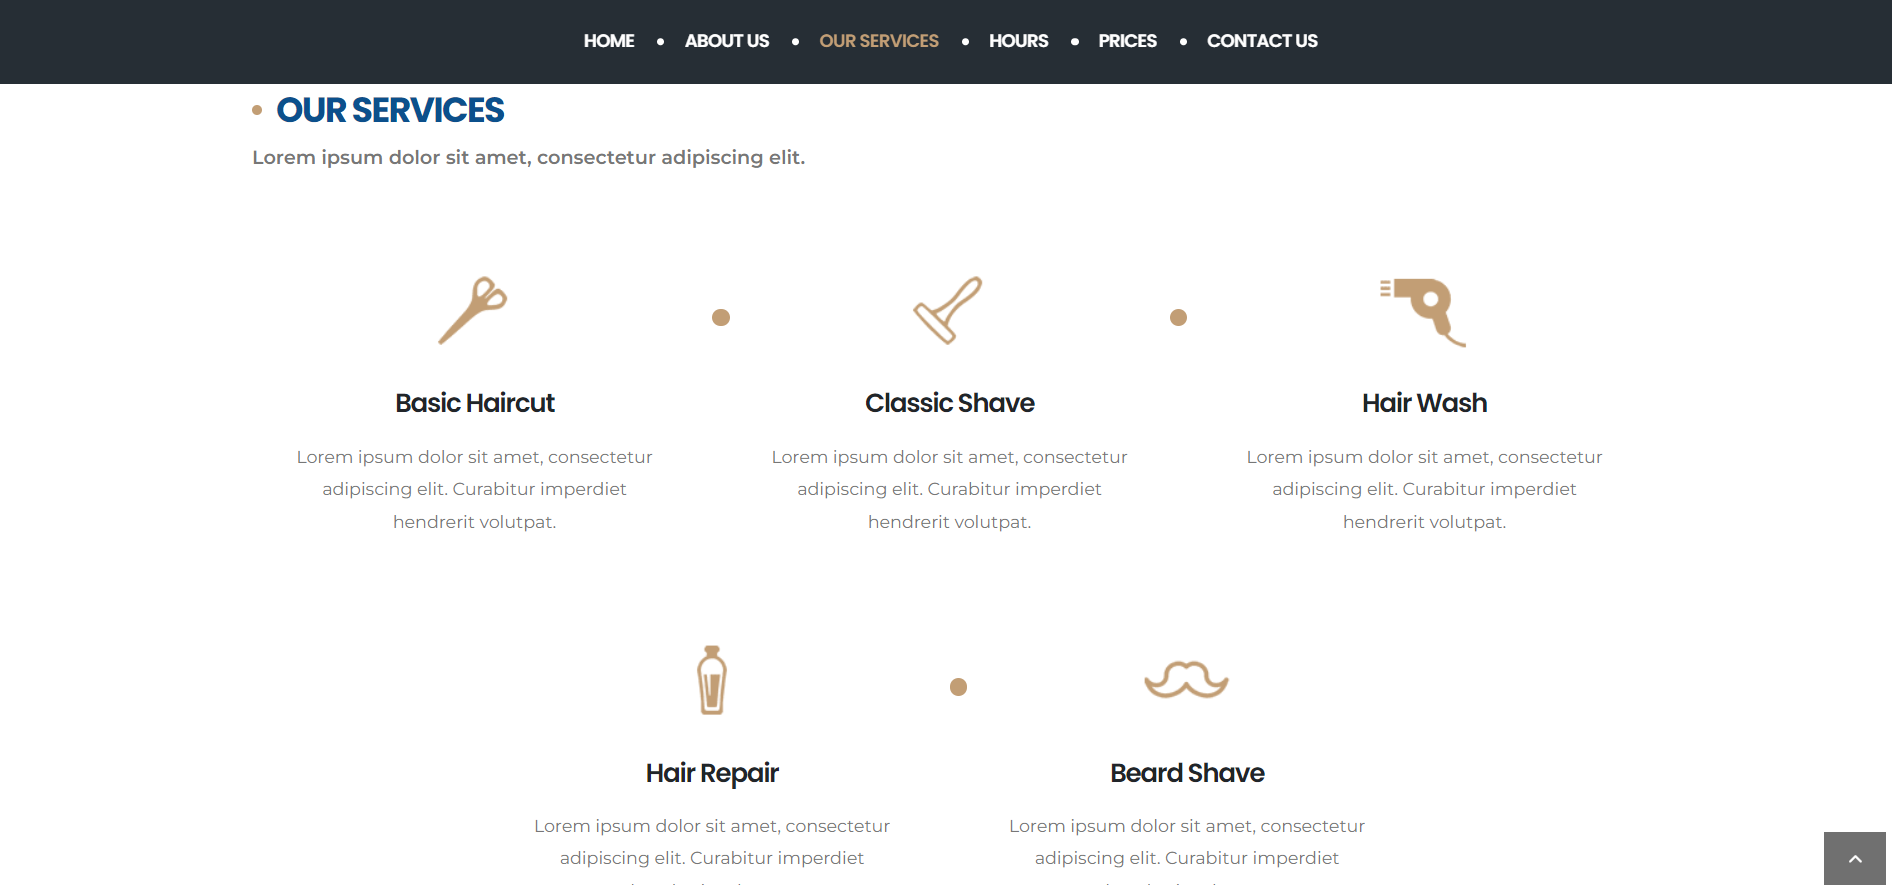 HOME ABOUT US OUR SERVICES HOURS PRICES CONTACT US
OUR SERVICES
Lorem ipsum dolor sit amet, consectetur adipiscing elit.
Basic Haircut
Lorem ipsum dolor sit amet, consectetur
adipiscing elit. Curabitur imperdiet
hendrerit volutpat.
Classic Shave
Lorem ipsum dolor sit amet, consectetur
adipiscing elit. Curabitur imperdiet
hendrerit volutpat.
Hair Wash
Lorem ipsum dolor sit amet, consectetur
adipiscing elit. Curabitur imperdiet
hendrerit volutpat.
Hair Repair
Lorem ipsum dolor sit amet, consectetur
adipiscing elit. Curabitur imperdiet
Beard Shave
Lorem ipsum dolor sit amet, consectetur
adipiscing elit. Curabitur imperdiet